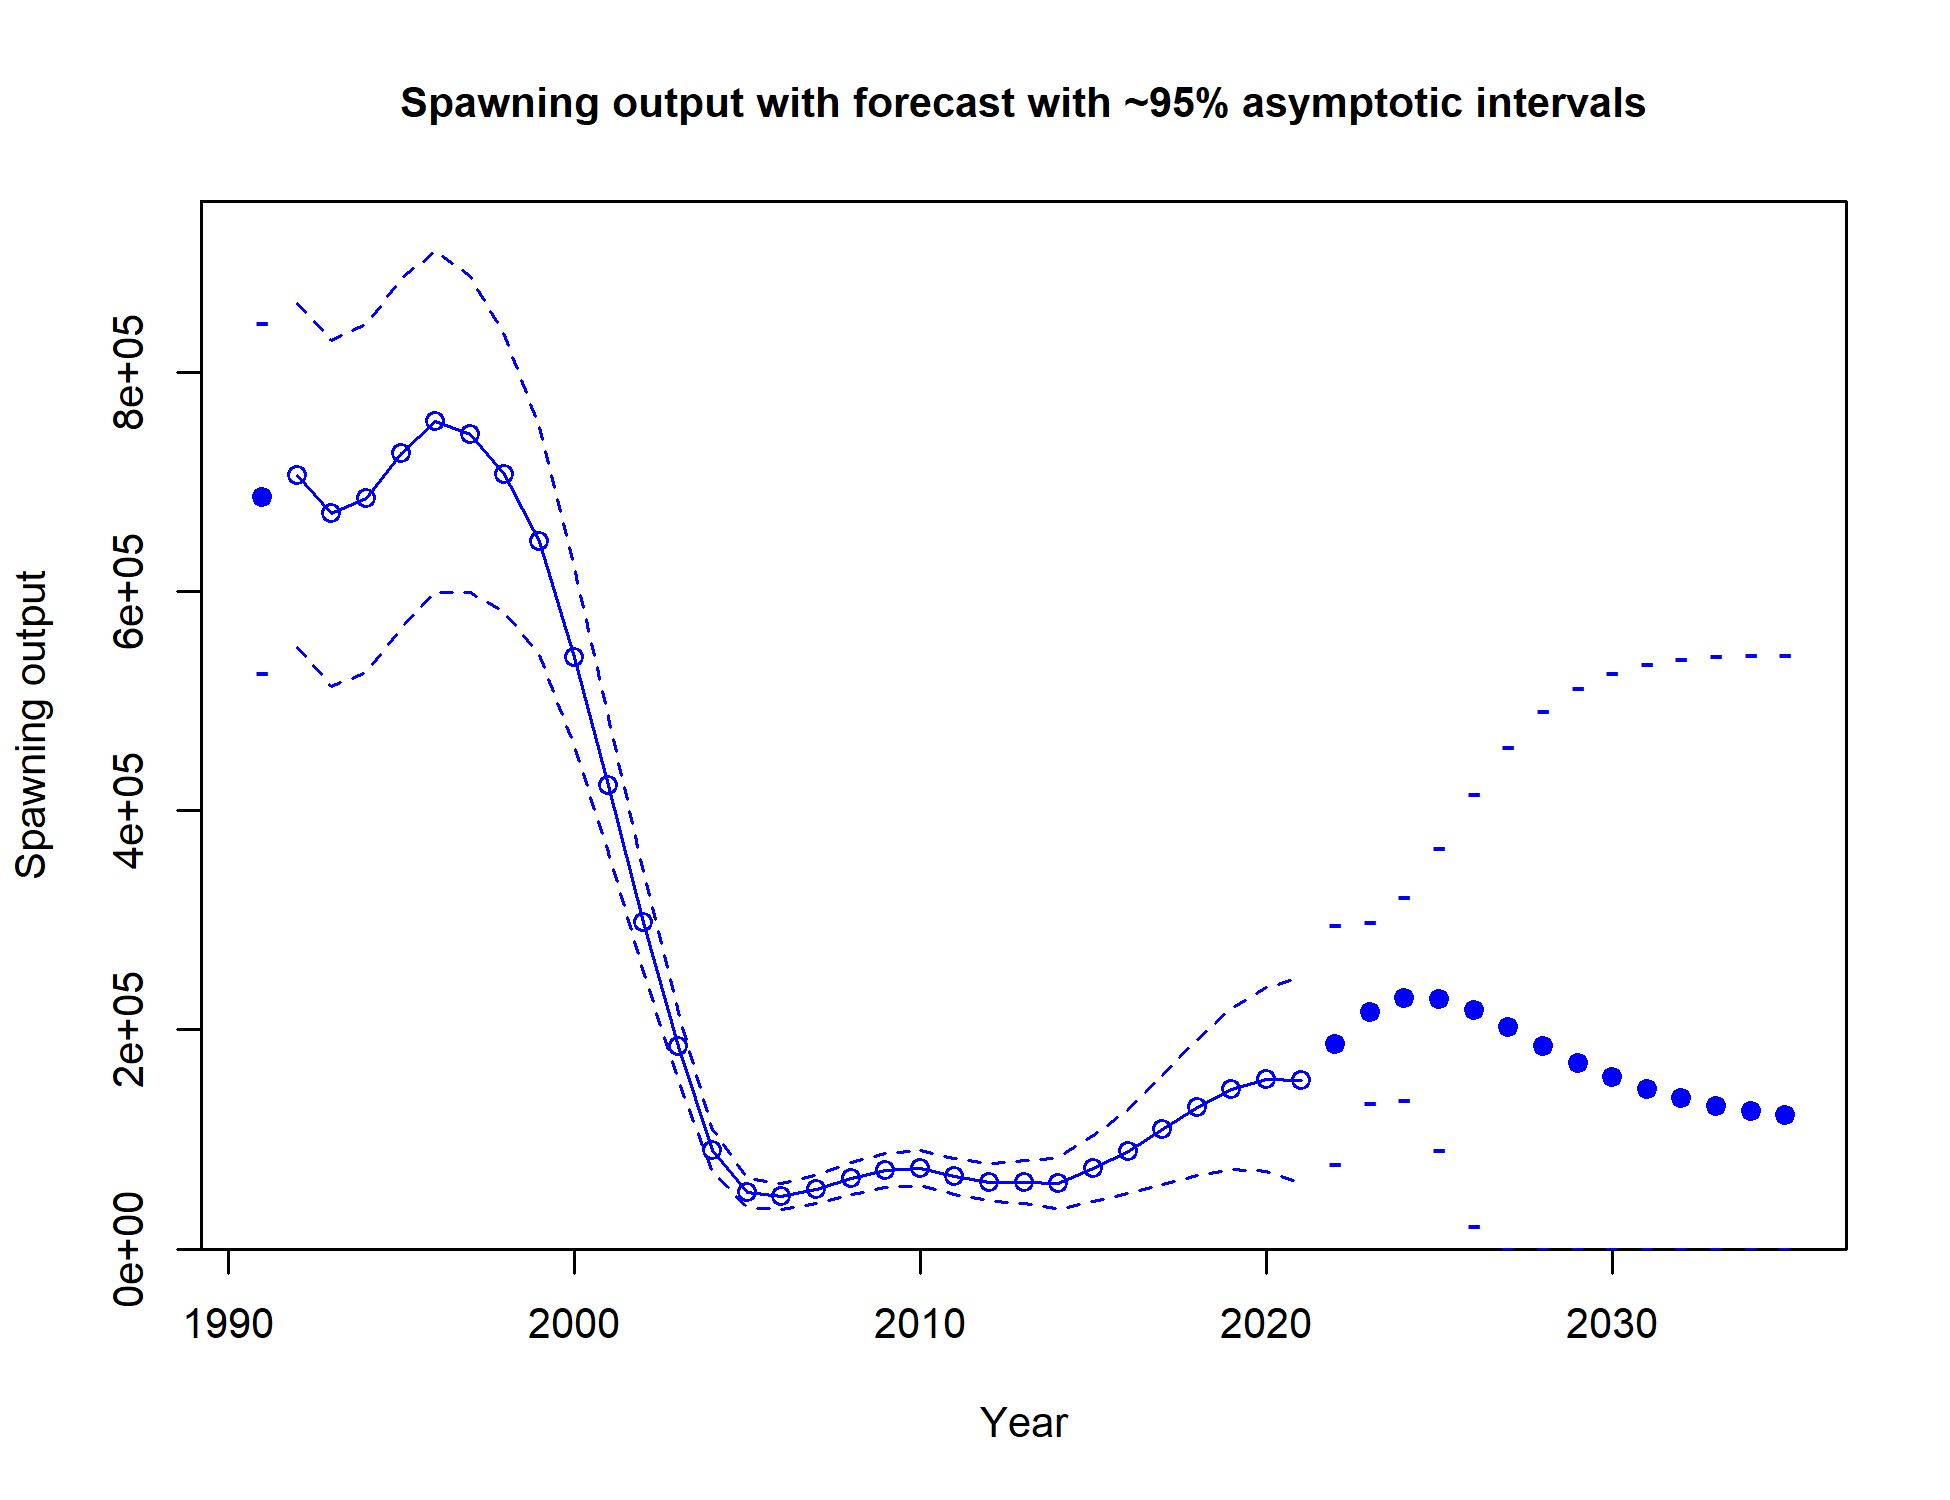 Spawning output with forecast with ~95% asymptotic intervals
Spawning output
8e+05
6e+05
4e+05
2e+05
0e+00
1990 2000 2010 2020 2030
Year